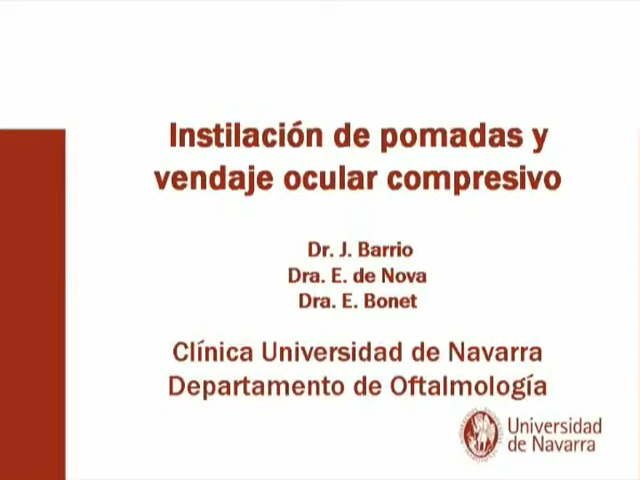 Instilación de pomadas y
vendaje ocular compresivo
Dr. J. Barrio
Dra. E. de Nova
Dra. E. Bonet
Clínica Universidad de Navarra
Departamento de Oftalmología
Universidad
de Navarra